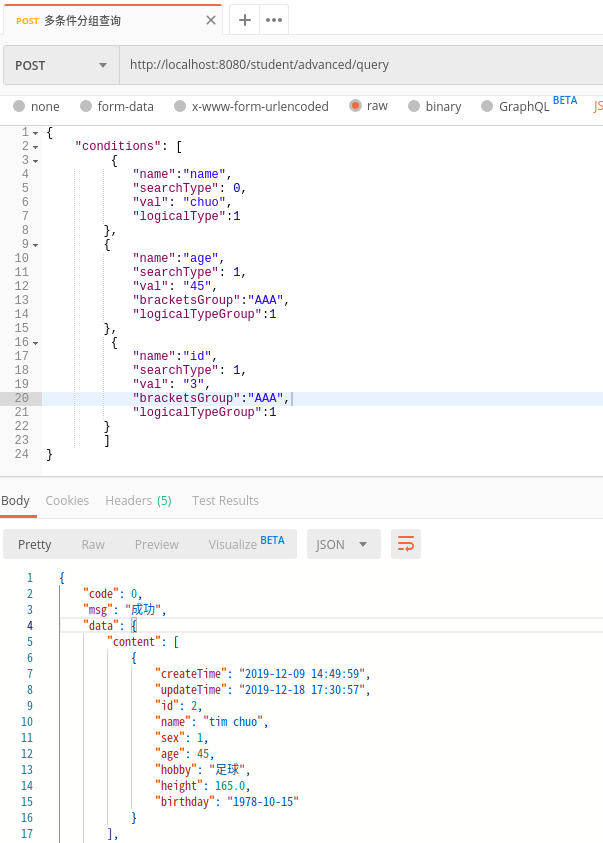 POST 多条件分组查询
POST http://localhost:8080/student/advanced/query
none form-data x-www-form-urlencoded raw binary GraphQL BETA JS
1 {
2 "conditions": [
3 {
4 "name":"name",
5 "searchType": 0,
6 "val": "chuo",
7 "logicalType":1
8 },
9 {
10 "name":"age",
11 "searchType": 1,
12 "val": "45",
13 "bracketsGroup":"AAA",
14 "logicalTypeGroup":1
15 },
16 {
17 "name":"id",
18 "searchType": 1,
19 "val": "3",
20 "bracketsGroup":"AAA",
21 "logicalTypeGroup":1
22 }
23 ]
24 }
Body Cookies Headers (5) Test Results
Pretty Raw Preview Visualize BETA JSON
1 {
2 "code": 0,
3 "msg": "成功",
4 "data": {
5 "content": [
6 {
7 "createTime": "2019-12-09 14:49:59",
8 "updateTime": "2019-12-18 17:30:57",
9 "id": 2,
10 "name": "tim chuo",
11 "sex": 1,
12 "age": 45,
13 "hobby": "足球",
14 "height": 165.0,
15 "birthday": "1978-10-15"
16 }
17 ],